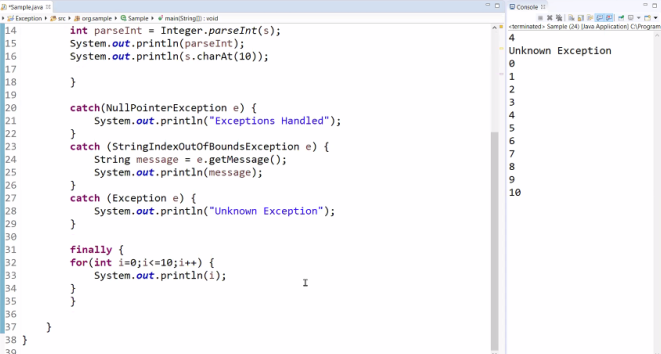 *Sample.java
Exception src org.sample Sample main(String[]) : void
14 int parseInt = Integer.parseInt(s);
15 System.out.println(parseInt);
16 System.out.println(s.charAt(10));
17
18 }
19
20 catch(NullPointerException e) {
21 System.out.println("Exceptions Handled");
22 }
23 catch (StringIndexOutOfBoundsException e) {
24 String message = e.getMessage();
25 System.out.println(message);
26 }
27 catch (Exception e) {
28 System.out.println("Unknown Exception");
29 }
30
31 finally {
32 for(int i=0;i<=10;i++) {
33 System.out.println(i);
34 }
35 }
36
37 }
38 }
39
Console
<terminated> Sample (24) [Java Application] C:\Program
4
Unknown Exception
0
1
2
3
4
5
6
7
8
9
10